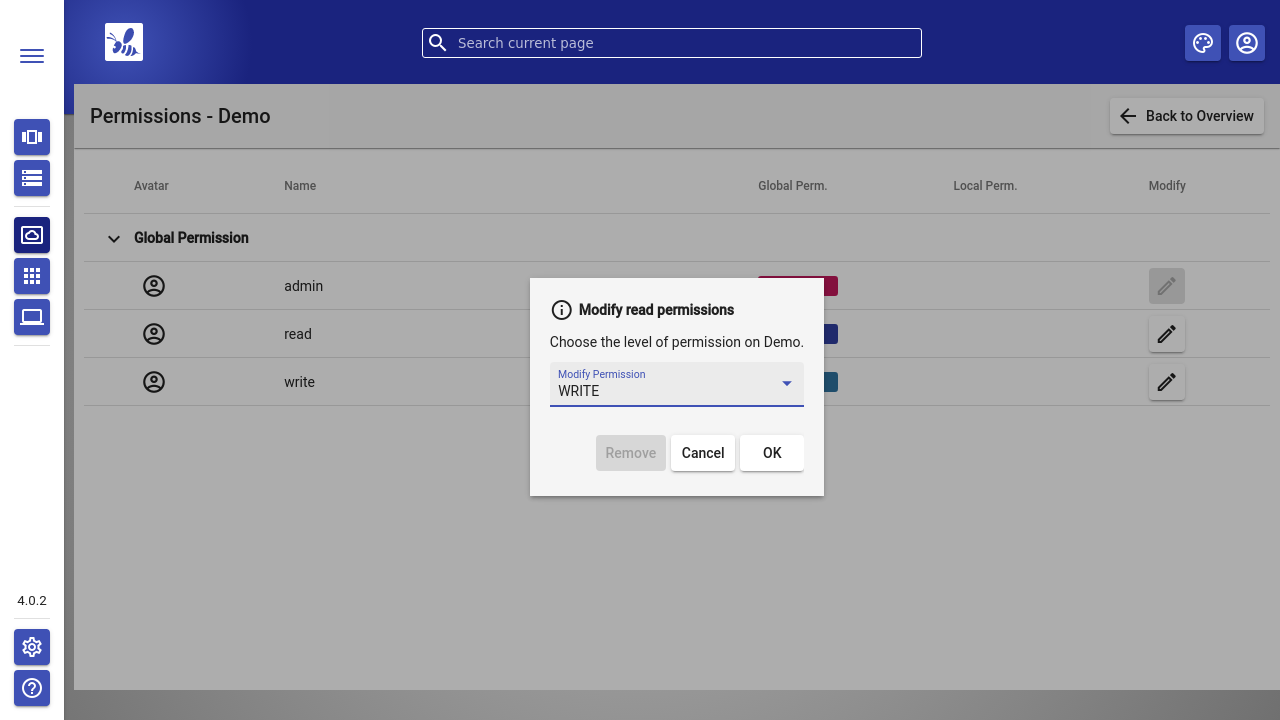 Search current page
Permissions - Demo
Back to Overview
Avatar Name Global Perm. Local Perm. Modify
Global Permission
admin
read
write
Modify read permissions
Choose the level of permission on Demo.
Modify Permission
WRITE
Remove Cancel OK
4.0.2